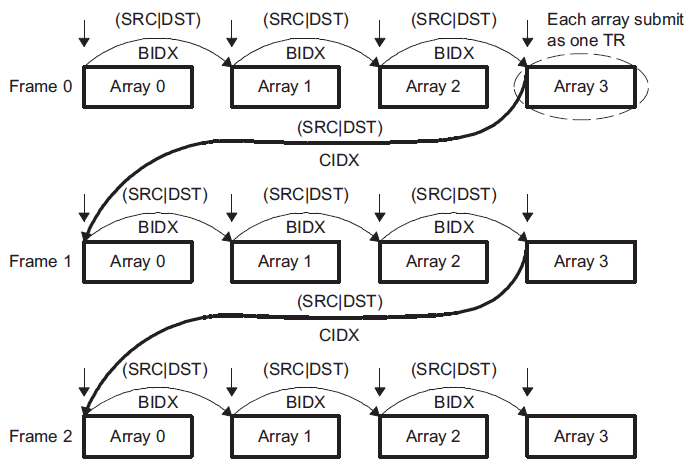 (SRC|DST) (SRC|DST) (SRC|DST) Each array submit
as one TR
BIDX BIDX BIDX
Frame 0 Array 0 Array 1 Array 2 Array 3
(SRC|DST)
CIDX
(SRC|DST) (SRC|DST) (SRC|DST)
BIDX BIDX BIDX
Frame 1 Array 0 Array 1 Array 2 Array 3
(SRC|DST)
CIDX
(SRC|DST) (SRC|DST) (SRC|DST)
BIDX BIDX BIDX
Frame 2 Array 0 Array 1 Array 2 Array 3